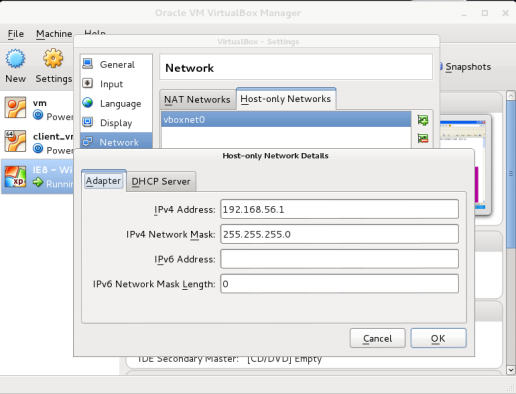 Oracle VM VirtualBox Manager
File Machine Help
VirtualBox - Settings
New Settings
Snapshots
General
Input
Language
Display
Network
Network
NAT Networks Host-only Networks
vboxnet0
vm
Power
client_v
Power
IE8 - Wi
Runnin
Host-only Network Details
Adapter DHCP Server
IPv4 Address: 192.168.56.1
IPv4 Network Mask: 255.255.255.0
IPv6 Address:
IPv6 Network Mask Length: 0
Cancel OK
IDE Secondary Master: [CD/DVD] Empty